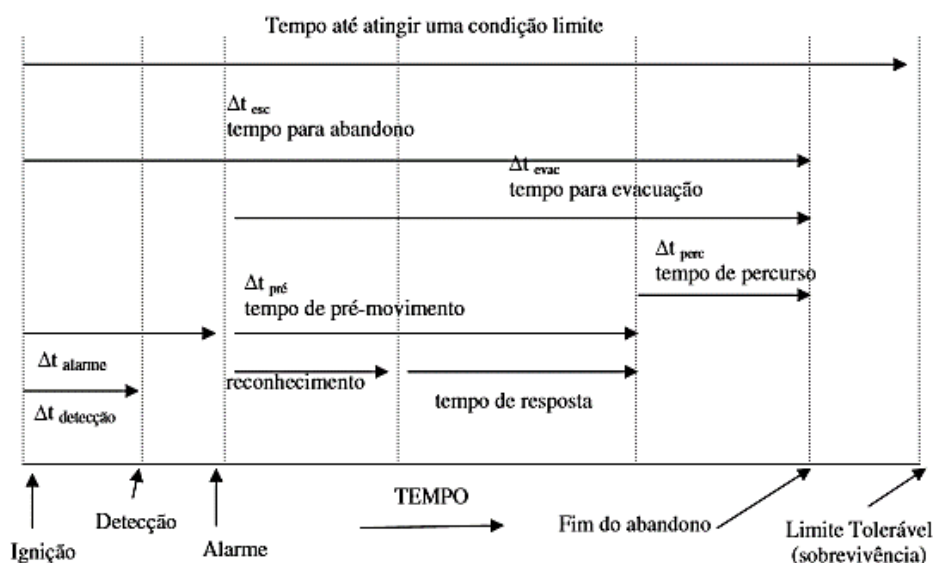 Tempo até atingir uma condição limite
Δt esc
tempo para abandono
Δt evac
tempo para evacuação
Δt perc
tempo de percurso
Δt pré
tempo de pré-movimento
Δt alarme
reconhecimento
tempo de resposta
Δt detecção
TEMPO
Detecção
Fim do abandono
Ignição
Alarme
Limite Tolerável
(sobrevivência)